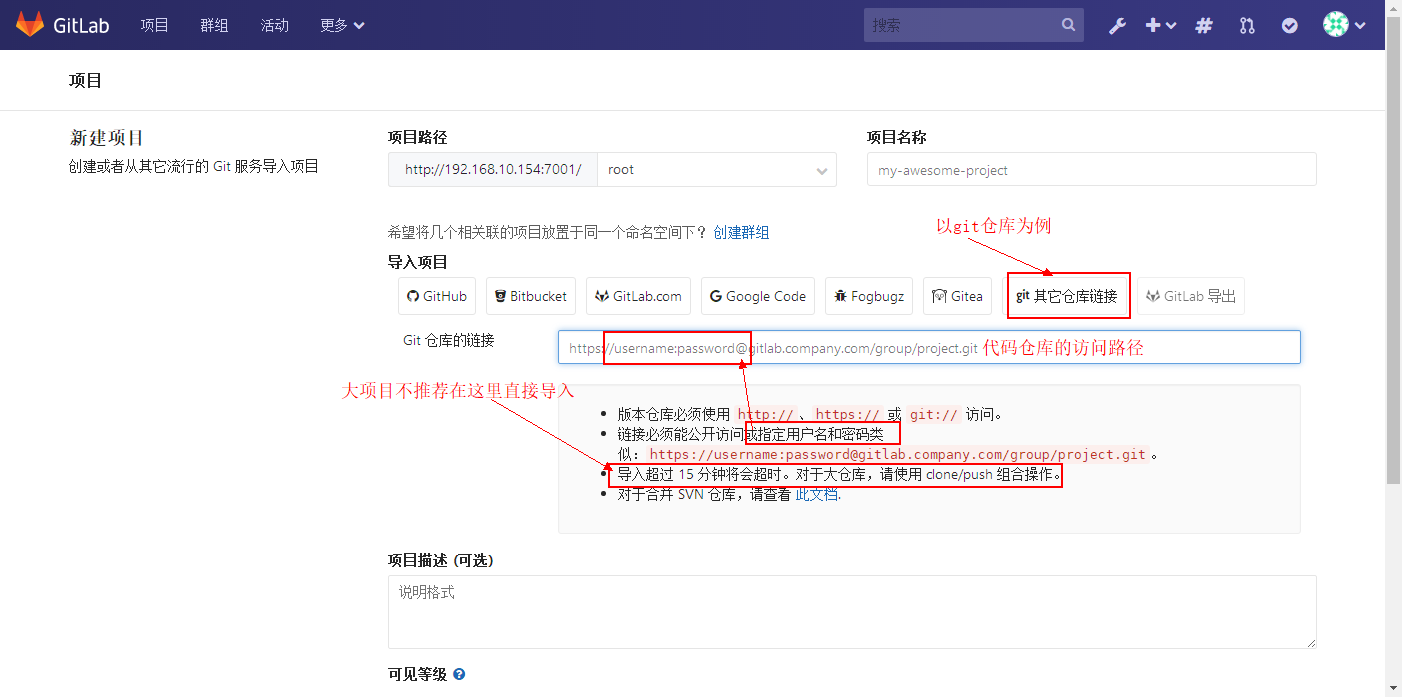 GitLab 项目 群组 活动 更多 搜索
项目
新建项目
创建或者从其它流行的 Git 服务导入项目
项目路径 项目名称
http://192.168.10.154:7001/ root my-awesome-project
希望将几个相关联的项目放置于同一个命名空间下？ 创建群组
以git仓库为例
导入项目
GitHub Bitbucket GitLab.com Google Code Fogbugz Gitea git 其它仓库链接 GitLab 导出
Git 仓库的链接 https://username:password@gitlab.company.com/group/project.git 代码仓库的访问路径
大项目不推荐在这里直接导入
版本仓库必须使用 http:// 、 https:// 或 git:// 访问。
链接必须能公开访问或指定用户名和密码类
似： https://username:password@gitlab.company.com/group/project.git 。
导入超过 15 分钟将会超时。对于大仓库，请使用 clone/push 组合操作。
对于合并 SVN 仓库，请查看 此文档.
项目描述 (可选)
说明格式
可见等级 ?